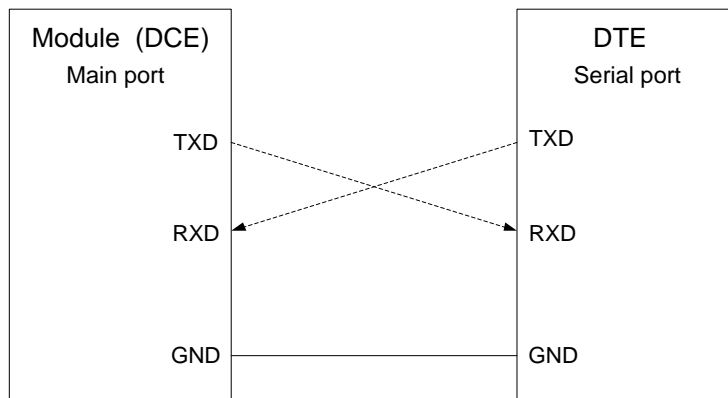 Module (DCE)
Main port
TXD
RXD
GND
DTE
Serial port
TXD
RXD
GND